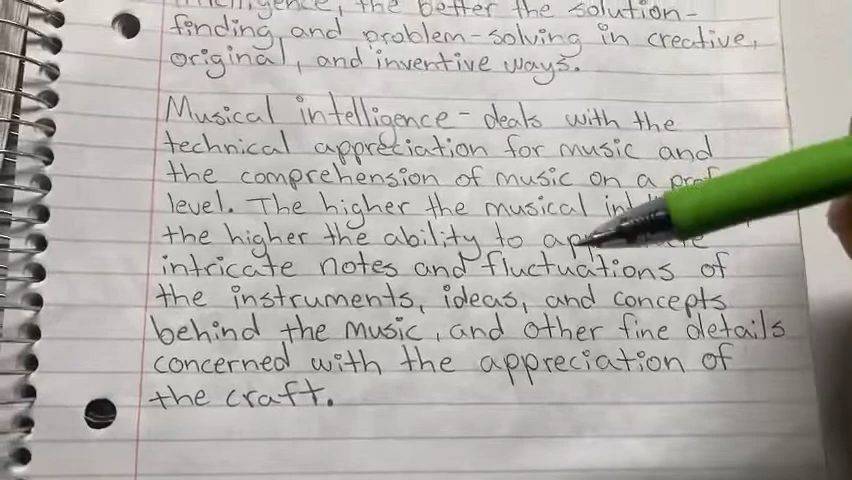 intelligence, the better the solution-
finding and problem-solving in creative,
original, and inventive ways.
Musical intelligence - deals with the
technical appreciation for music and
the comprehension of music on a
level. The higher the musical
the higher the ability to
intricate notes and fluctuations of
the instruments, ideas, and concepts
behind the music, and other fine details
concerned with the appreciation of
the craft.